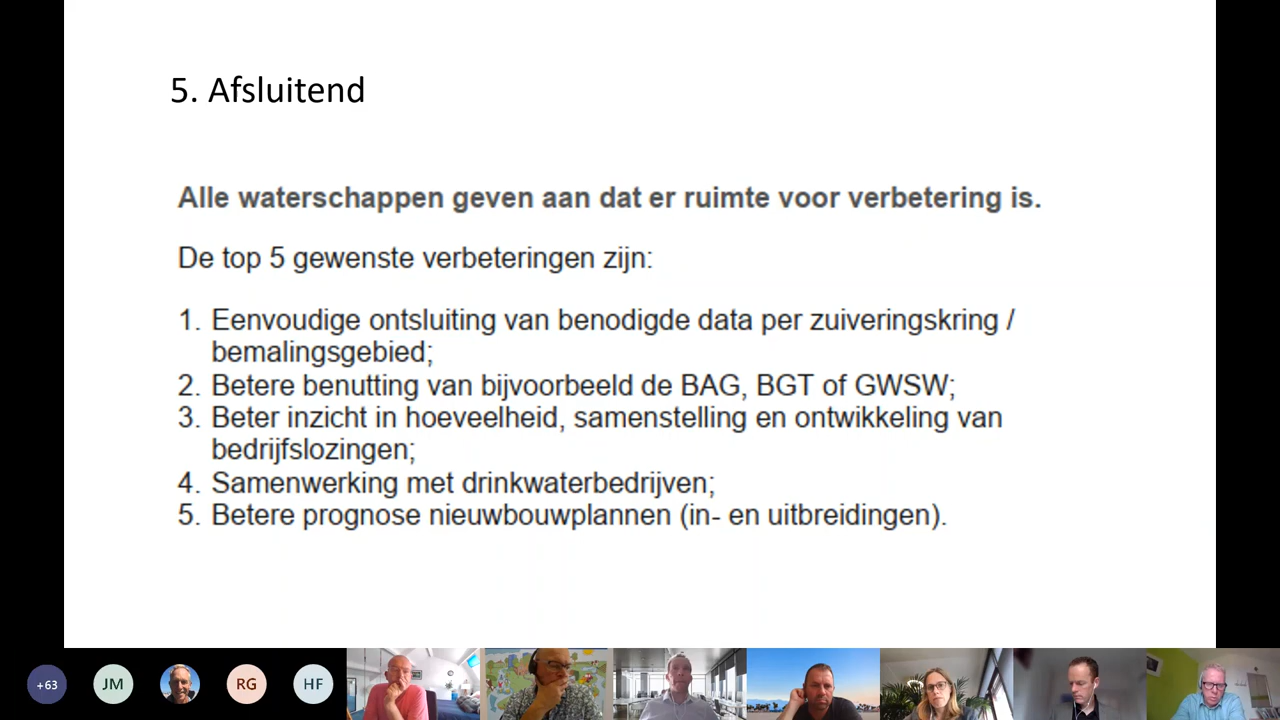 5. Afsluitend
Alle waterschappen geven aan dat er ruimte voor verbetering is.
De top 5 gewenste verbeteringen zijn:
1. Eenvoudige ontsluiting van benodigde data per zuiveringskring /
bemalingsgebied;
2. Betere benutting van bijvoorbeeld de BAG, BGT of GWSW;
3. Beter inzicht in hoeveelheid, samenstelling en ontwikkeling van
bedrijfslozingen;
4. Samenwerking met drinkwaterbedrijven;
5. Betere prognose nieuwbouwplannen (in- en uitbreidingen).
+63 JM RG HF